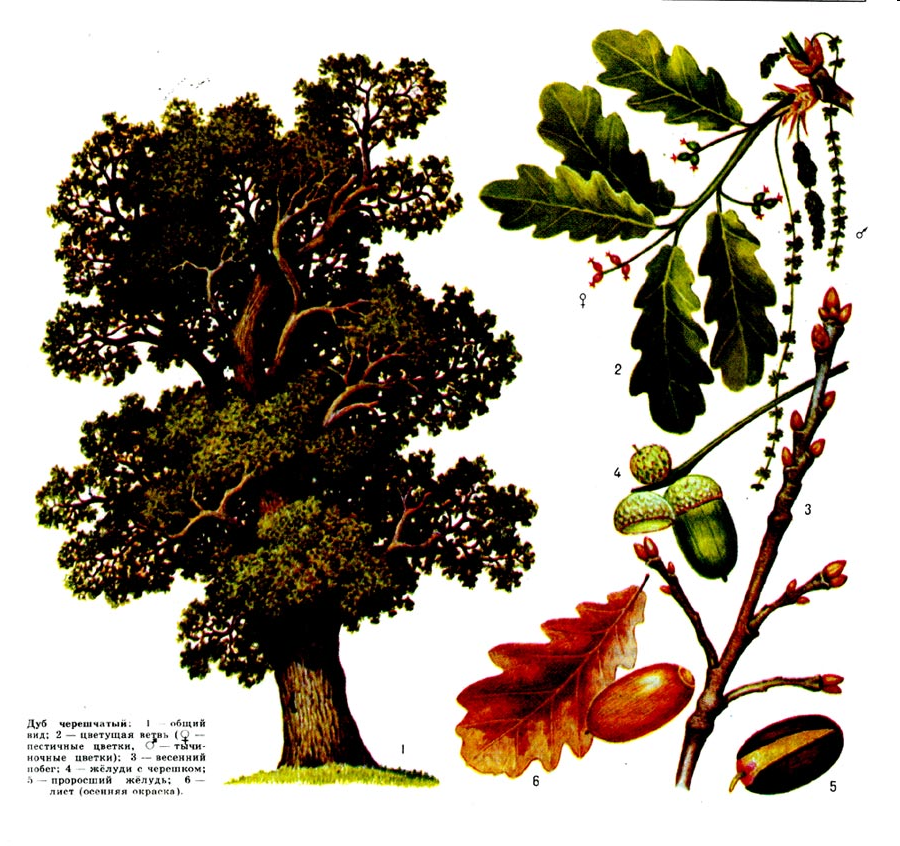 ♀
♂
2
4
3
6
1
5
Дуб черешчатый: 1 — общий
вид; 2 — цветущая ветвь (♀ —
пестичные цветки, ♂ — тычи-
ночные цветки); 3 — весенний
побег; 4 — жёлуди с черешком;
5 — проросший жёлудь; 6 —
лист (осенняя окраска).